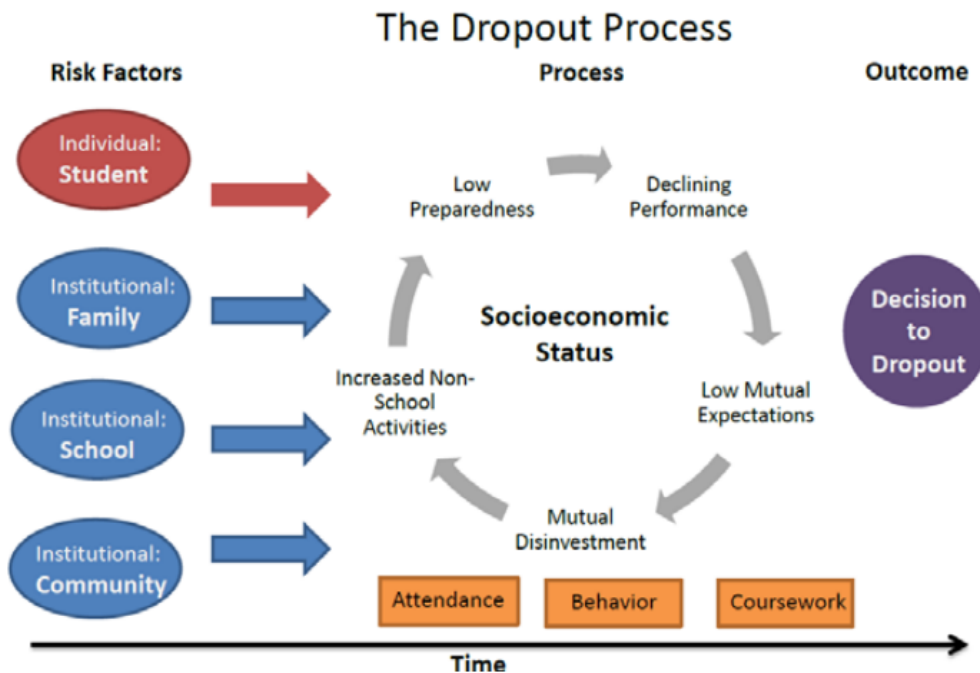 The Dropout Process
Risk Factors
Process
Outcome
Individual:
Student
Institutional:
Family
Institutional:
School
Institutional:
Community
Low
Preparedness
Declining
Performance
Socioeconomic
Status
Increased Non-
School
Activities
Low Mutual
Expectations
Mutual
Disinvestment
Decision
to
Dropout
Attendance
Behavior
Coursework
Time